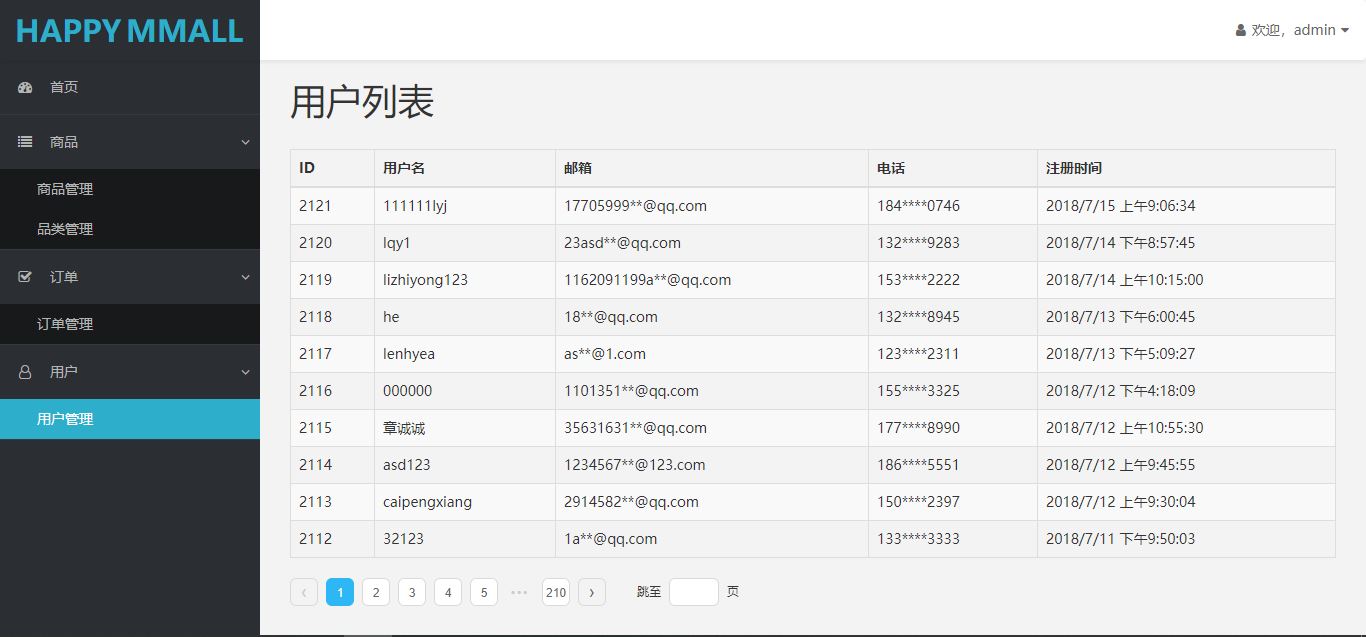 HAPPY MMALL
欢迎，admin
首页
商品
商品管理
品类管理
订单
订单管理
用户
用户管理
用户列表
ID 用户名 邮箱 电话 注册时间
2121 111111lyj 17705999**@qq.com 184****0746 2018/7/15 上午9:06:34
2120 lqy1 23asd**@qq.com 132****9283 2018/7/14 下午8:57:45
2119 lizhiyong123 1162091199a**@qq.com 153****2222 2018/7/14 上午10:15:00
2118 he 18**@qq.com 132****8945 2018/7/13 下午6:00:45
2117 lenhyea as**@1.com 123****2311 2018/7/13 下午5:09:27
2116 000000 1101351**@qq.com 155****3325 2018/7/12 下午4:18:09
2115 章诚诚 35631631**@qq.com 177****8990 2018/7/12 上午10:55:30
2114 asd123 1234567**@123.com 186****5551 2018/7/12 上午9:45:55
2113 caipengxiang 2914582**@qq.com 150****2397 2018/7/12 上午9:30:04
2112 32123 1a**@qq.com 133****3333 2018/7/11 下午9:50:03
‹ 1 2 3 4 5 ••• 210 › 跳至 页